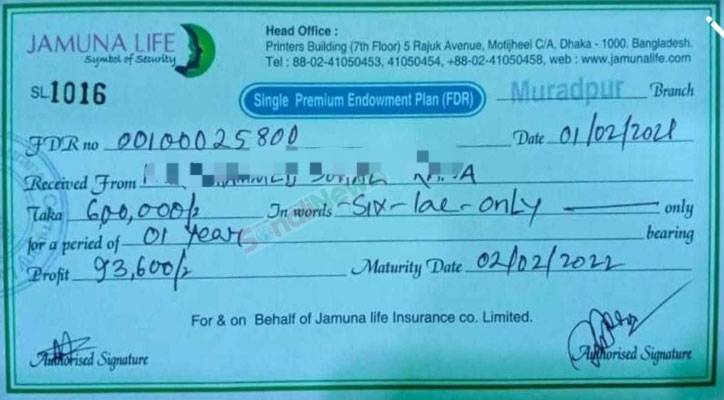 JAMUNA LIFE
Symbol of Security
Head Office :
Printers Building (7th Floor) 5 Rajuk Avenue, Motijheel C/A, Dhaka - 1000. Bangladesh.
Tel : 88-02-41050453, 41050454, +88-02-41050458, web : www.jamunalife.com
SL 1016
Single Premium Endowment Plan (FDR)
Muradpur Branch
FDR no 00100025800 Date 01/02/2021
Received From
Taka 600,000/- In words -Six-lac-only only
for a period of 01 year bearing
Profit 93,600/- Maturity Date 02/02/2022
For & on Behalf of Jamuna life Insurance co. Limited.
Authorised Signature Authorised Signature